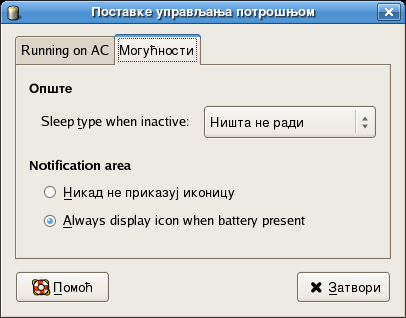 Поставке управљања потрошњом
Running on AC Могућности
Опште
Sleep type when inactive: Ништа не ради
Notification area
Никад не приказуј иконицу
Always display icon when battery present
Помоћ Затвори